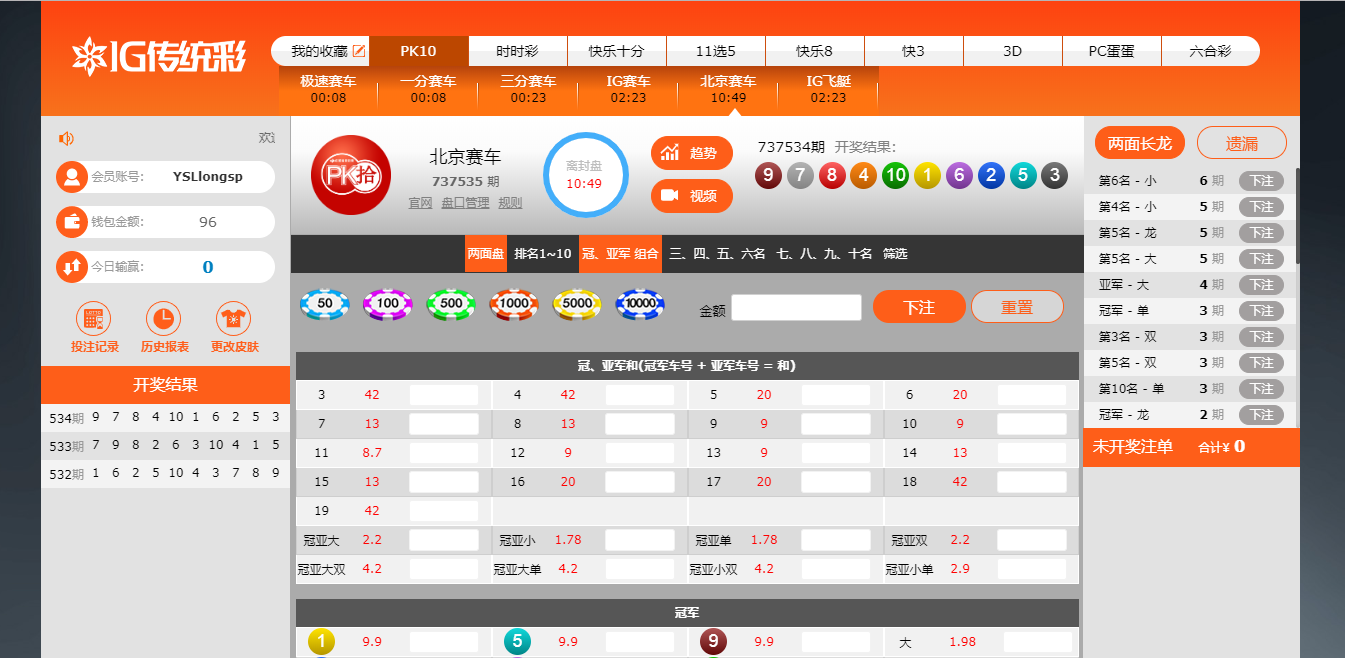 IG传统彩
我的收藏 PK10 时时彩 快乐十分 11选5 快乐8 快3 3D PC蛋蛋 六合彩
极速赛车 一分赛车 三分赛车 IG赛车 北京赛车 IG飞艇
00:08 00:08 00:23 02:23 10:49 02:23
会员账号: YSLlongsp
钱包金额: 96
今日输赢: 0
投注记录 历史报表 更改皮肤
开奖结果
534期 9 7 8 4 10 1 6 2 5 3
533期 7 9 8 2 6 3 10 4 1 5
532期 1 6 2 5 10 4 3 7 8 9
PK拾
北京赛车
737535 期
官网 盘口管理 规则
离封盘
10:49
趋势
视频
737534期 开奖结果:
9 7 8 4 10 1 6 2 5 3
两面盘 排名1~10 冠、亚军 组合 三、四、五、六名 七、八、九、十名 筛选
50 100 500 1000 5000 10000 金额 下注 重置
冠、亚军和(冠军车号 + 亚军车号 = 和)
3 42 4 42 5 20 6 20
7 13 8 13 9 9 10 9
11 8.7 12 9 13 9 14 13
15 13 16 20 17 20 18 42
19 42
冠亚大 2.2 冠亚小 1.78 冠亚单 1.78 冠亚双 2.2
冠亚大双 4.2 冠亚大单 4.2 冠亚小双 4.2 冠亚小单 2.9
冠军
1 9.9 5 9.9 9 9.9 大 1.98
两面长龙 遗漏
第6名 - 小 6 期 下注
第4名 - 小 5 期 下注
第5名 - 龙 5 期 下注
第5名 - 大 5 期 下注
亚军 - 大 4 期 下注
冠军 - 单 3 期 下注
第3名 - 双 3 期 下注
第5名 - 双 3 期 下注
第10名 - 单 3 期 下注
冠军 - 龙 2 期 下注
未开奖注单 合计¥ 0